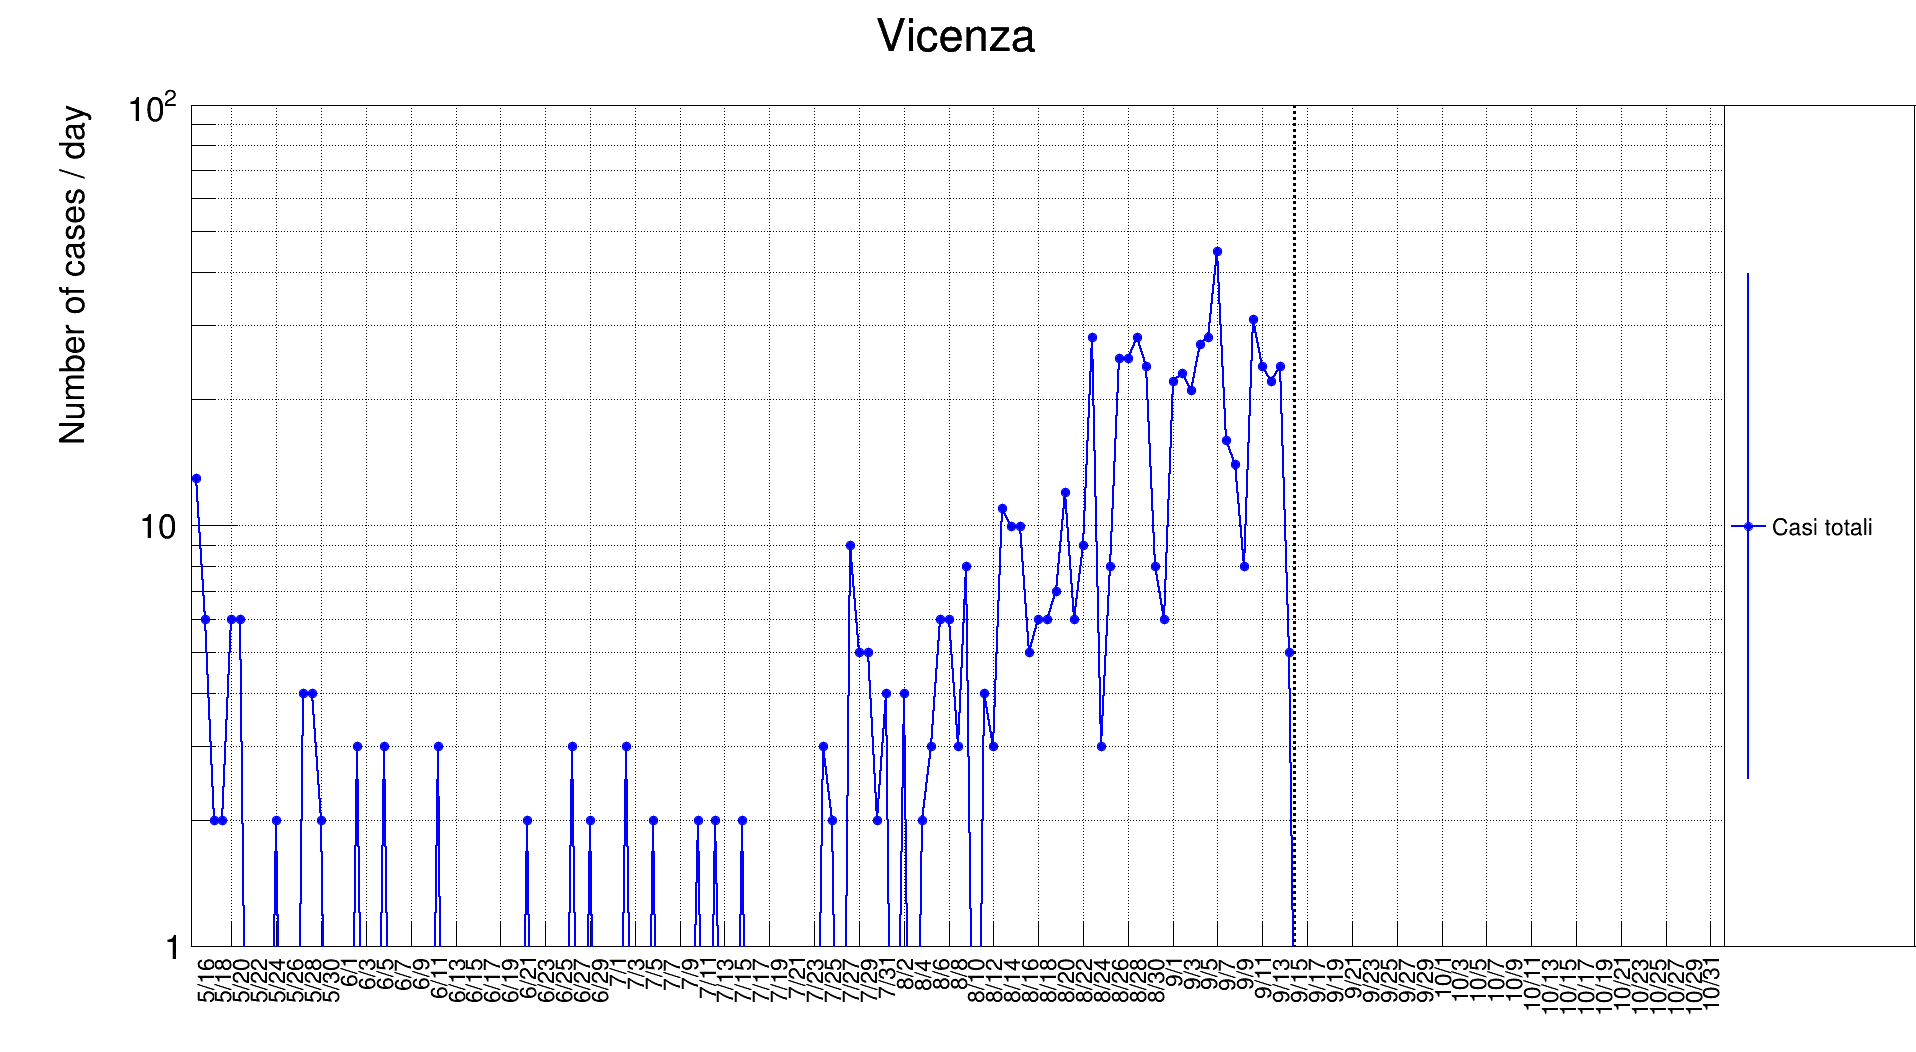 Vicenza
Number of cases / day
10²
10
1
5/16 5/18 5/20 5/22 5/24 5/26 5/28 5/30 6/1 6/3 6/5 6/7 6/9 6/11 6/13 6/15 6/17 6/19 6/21 6/23 6/25 6/27 6/29 7/1 7/3 7/5 7/7 7/9 7/11 7/13 7/15 7/17 7/19 7/21 7/23 7/25 7/27 7/29 7/31 8/2 8/4 8/6 8/8 8/10 8/12 8/14 8/16 8/18 8/20 8/22 8/24 8/26 8/28 8/30 9/1 9/3 9/5 9/7 9/9 9/11 9/13 9/15 9/17 9/19 9/21 9/23 9/25 9/27 9/29 10/1 10/3 10/5 10/7 10/9 10/11 10/13 10/15 10/17 10/19 10/21 10/23 10/25 10/27 10/29 10/31
Casi totali